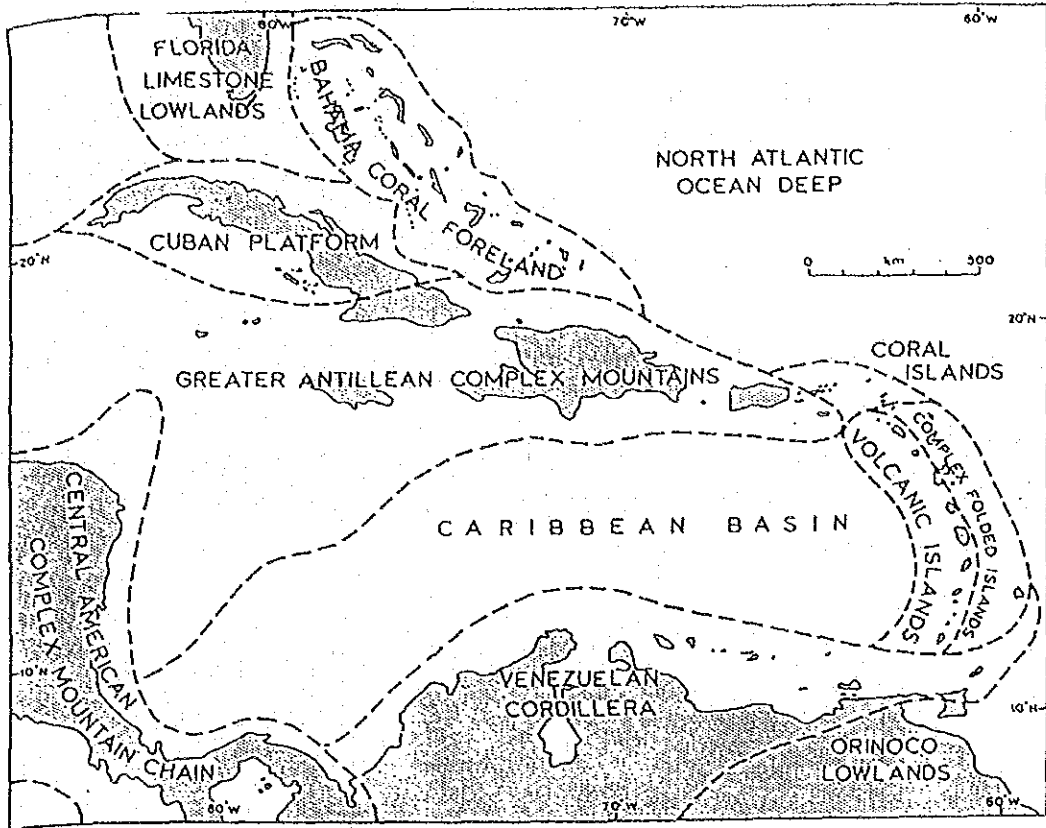 80°W
70°W
60°W
FLORIDA
LIMESTONE
LOWLANDS
BAHAMA CORAL FORELAND
NORTH ATLANTIC
OCEAN DEEP
CUBAN PLATFORM
20°N
0 km 300
20°N
CORAL
ISLANDS
GREATER ANTILLEAN COMPLEX MOUNTAINS
COMPLEX FOLDED ISLANDS
VOLCANIC ISLANDS
CENTRAL AMERICAN
COMPLEX MOUNTAIN CHAIN
CARIBBEAN BASIN
10°N
VENEZUELAN
CORDILLERA
10°N
ORINOCO
LOWLANDS
80°W
70°W
60°W